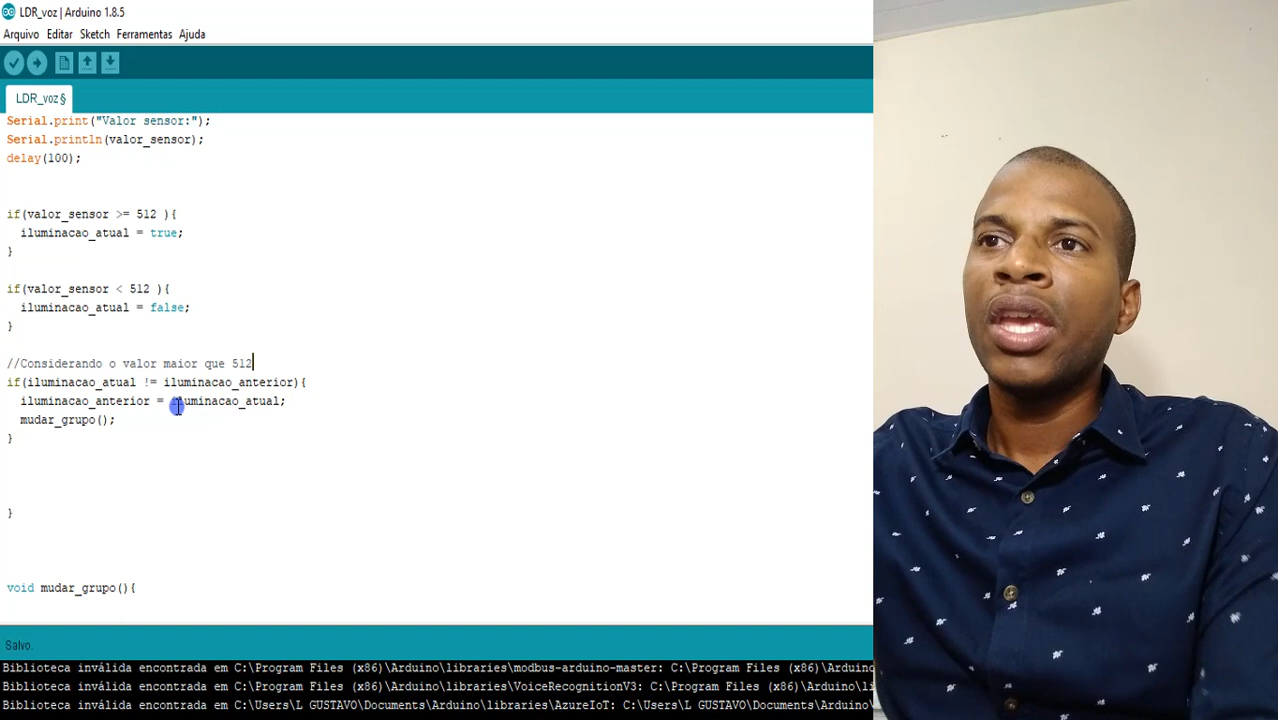 LDR_voz | Arduino 1.8.5
Arquivo Editar Sketch Ferramentas Ajuda
LDR_voz§
Serial.print("Valor sensor:");
Serial.println(valor_sensor);
delay(100);
if(valor_sensor >= 512 ){
iluminacao_atual = true;
}
if(valor_sensor < 512 ){
iluminacao_atual = false;
}
//Considerando o valor maior que 512
if(iluminacao_atual != iluminacao_anterior){
iluminacao_anterior = iluminacao_atual;
mudar_grupo();
}
}
void mudar_grupo(){
Salvo.
Biblioteca inválida encontrada em C:\Program Files (x86)\Arduino\libraries\modbus-arduino-master: C:\Program Files (x86)\Arduino
Biblioteca inválida encontrada em C:\Program Files (x86)\Arduino\libraries\VoiceRecognitionV3: C:\Program Files (x86)\Arduino\li
Biblioteca inválida encontrada em C:\Users\L GUSTAVO\Documents\Arduino\libraries\AzureIoT: C:\Users\L GUSTAVO\Documents\Arduino\